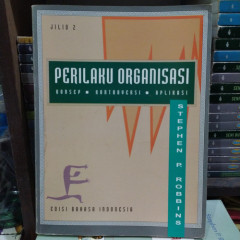 JILID 2
PERILAKU ORGANISASI
KONSEP • KONTROVERSI • APLIKASI
STEPHEN P. ROBBINS
EDISI BAHASA INDONESIA